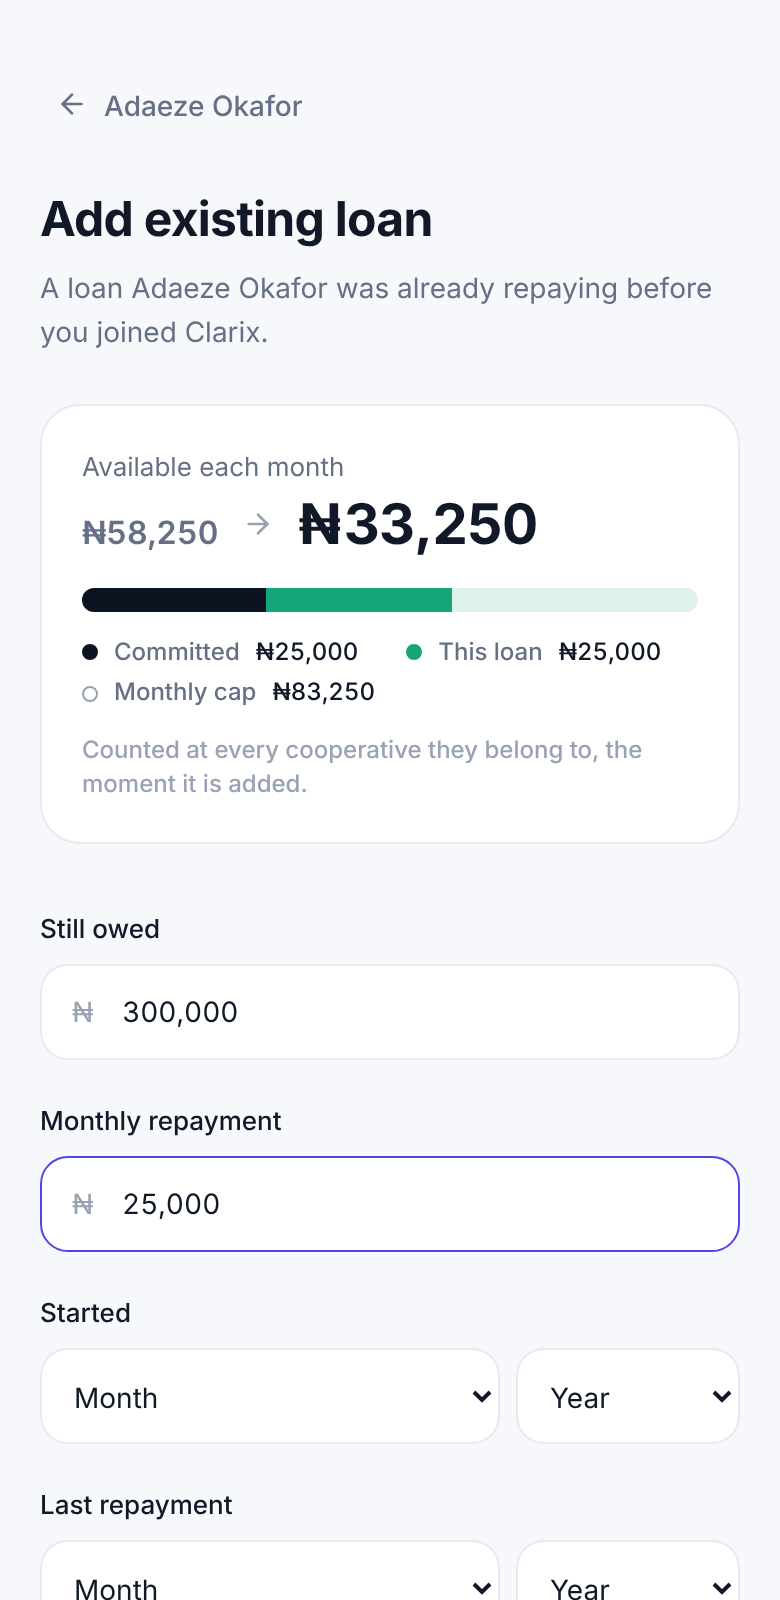 Adaeze Okafor
Add existing loan
A loan Adaeze Okafor was already repaying before
you joined Clarix.
Available each month
₦58,250 → ₦33,250
Committed ₦25,000 This loan ₦25,000
Monthly cap ₦83,250
Counted at every cooperative they belong to, the
moment it is added.
Still owed
₦ 300,000
Monthly repayment
₦ 25,000
Started
Month Year
Last repayment
Month Year